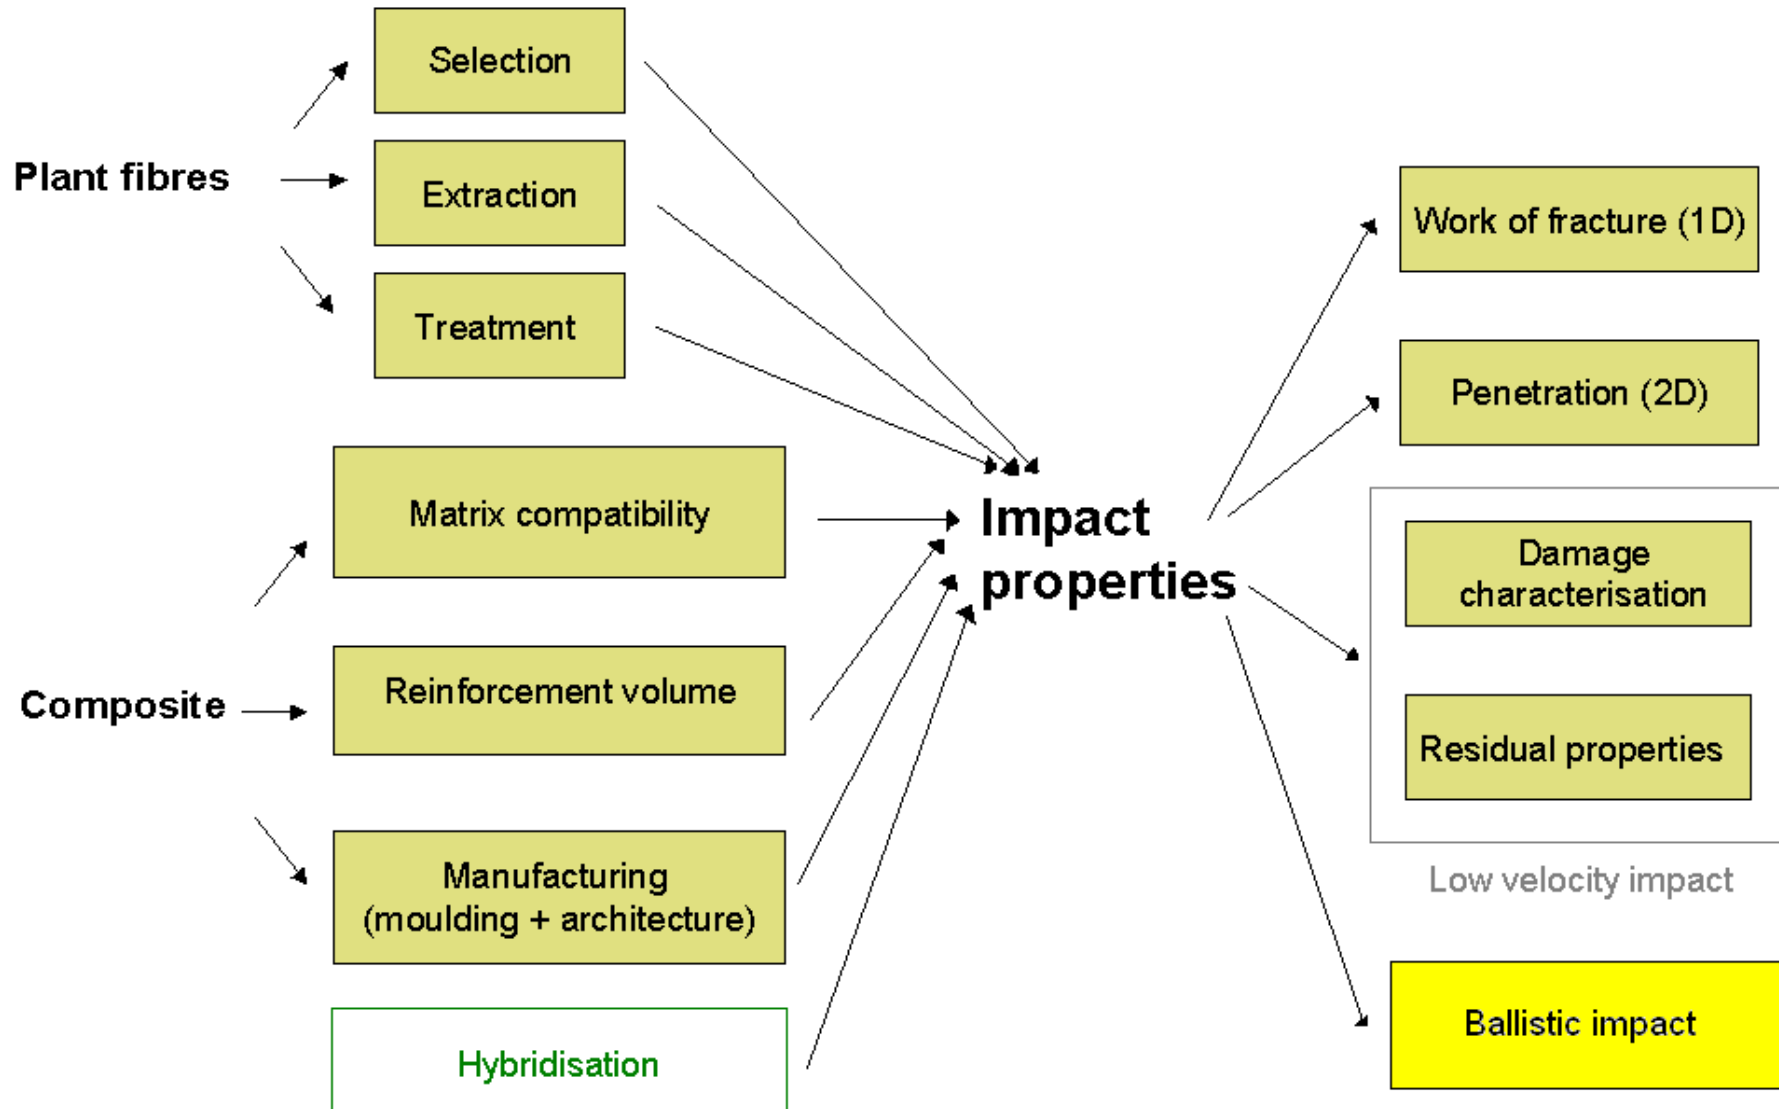 Selection
Plant fibres
Extraction
Treatment
Matrix compatibility
Composite
Reinforcement volume
Manufacturing
(moulding + architecture)
Hybridisation
Impact
properties
Work of fracture (1D)
Penetration (2D)
Damage
characterisation
Residual properties
Low velocity impact
Ballistic impact